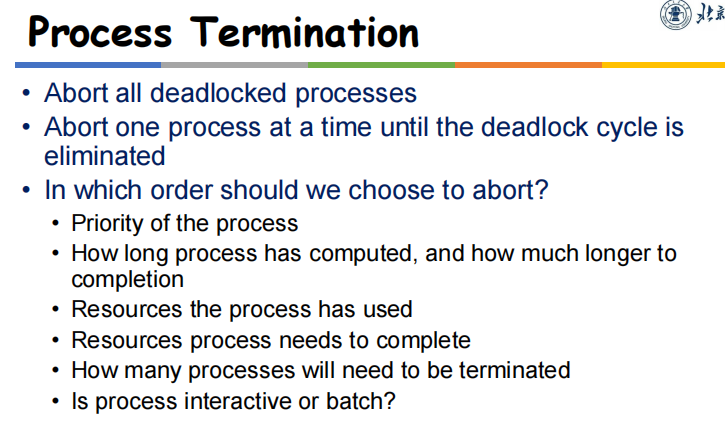 Process Termination
北京
• Abort all deadlocked processes
• Abort one process at a time until the deadlock cycle is
eliminated
• In which order should we choose to abort?
• Priority of the process
• How long process has computed, and how much longer to
completion
• Resources the process has used
• Resources process needs to complete
• How many processes will need to be terminated
• Is process interactive or batch?